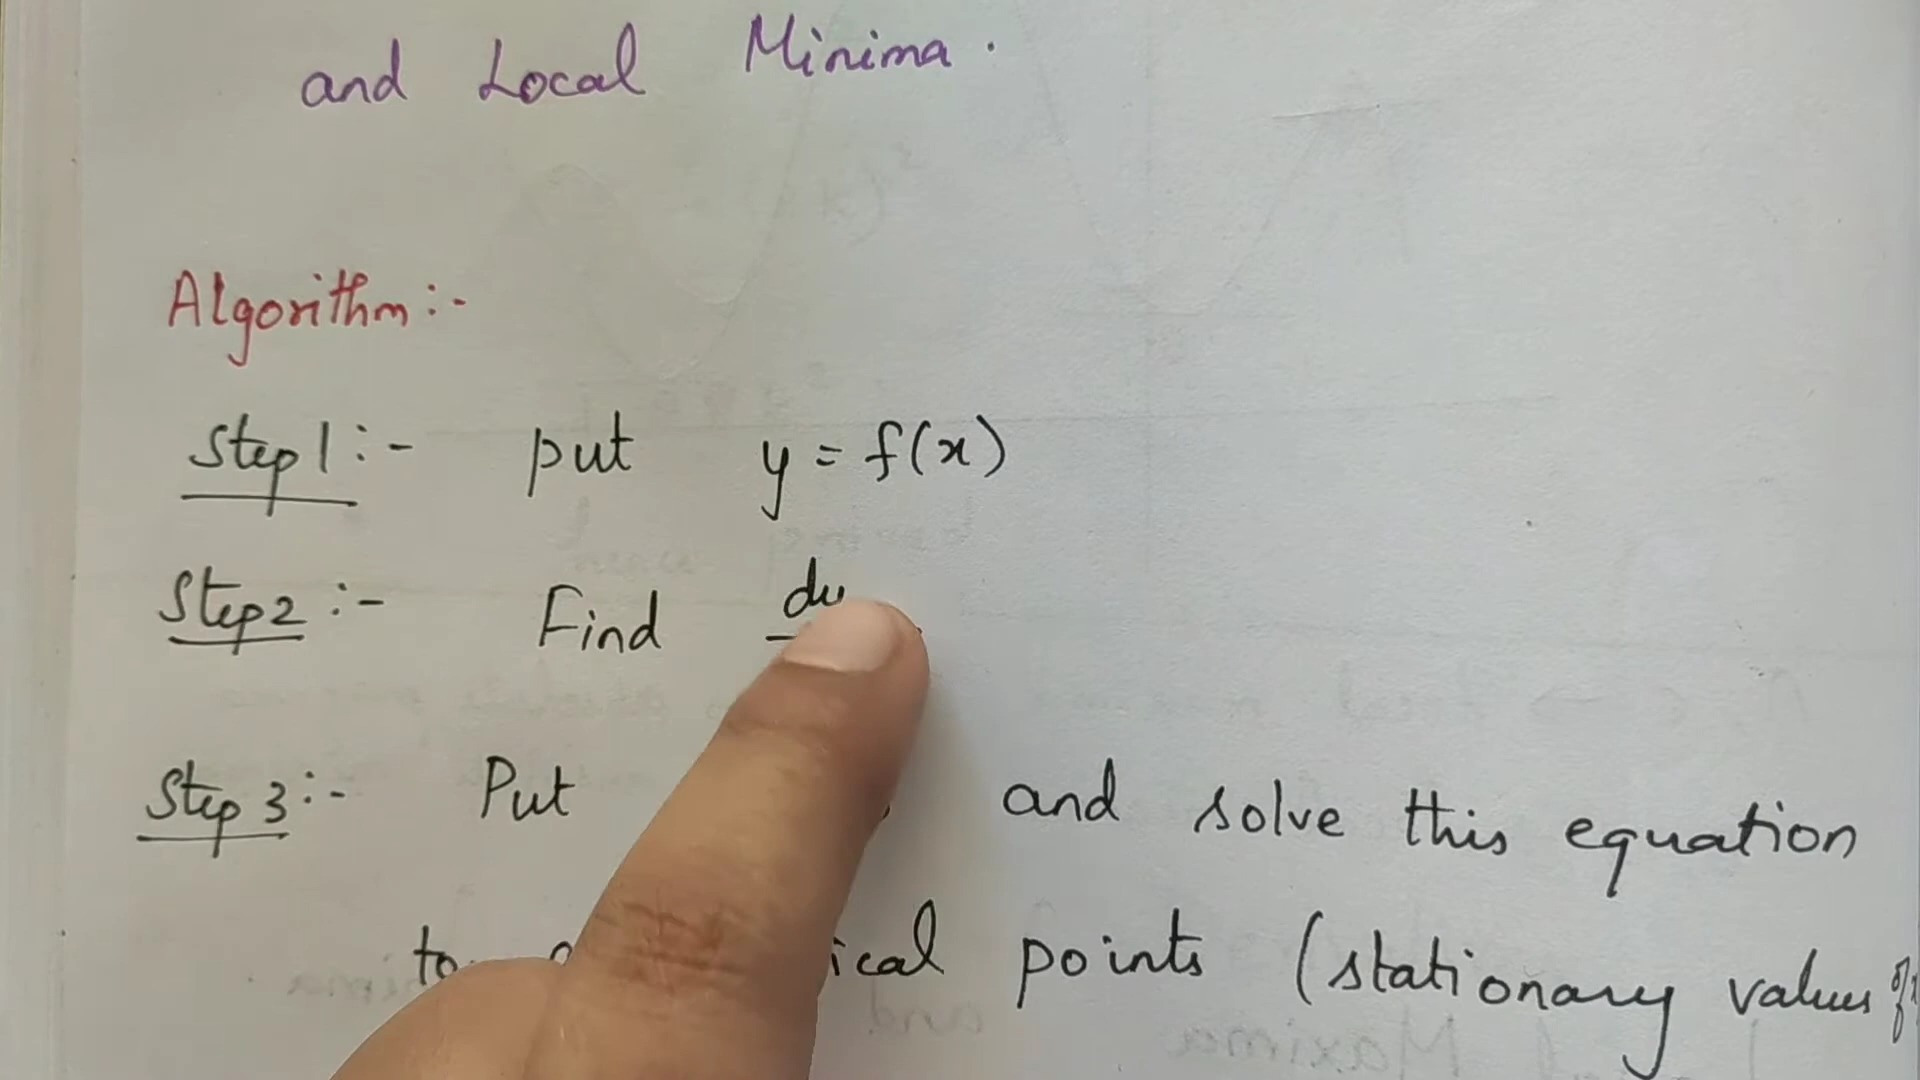 and Local Minima.
Algorithm:-
Step 1:- put y = f(x)
Step 2:- Find
Step 3:- Put and solve this equation
to points (stationary values